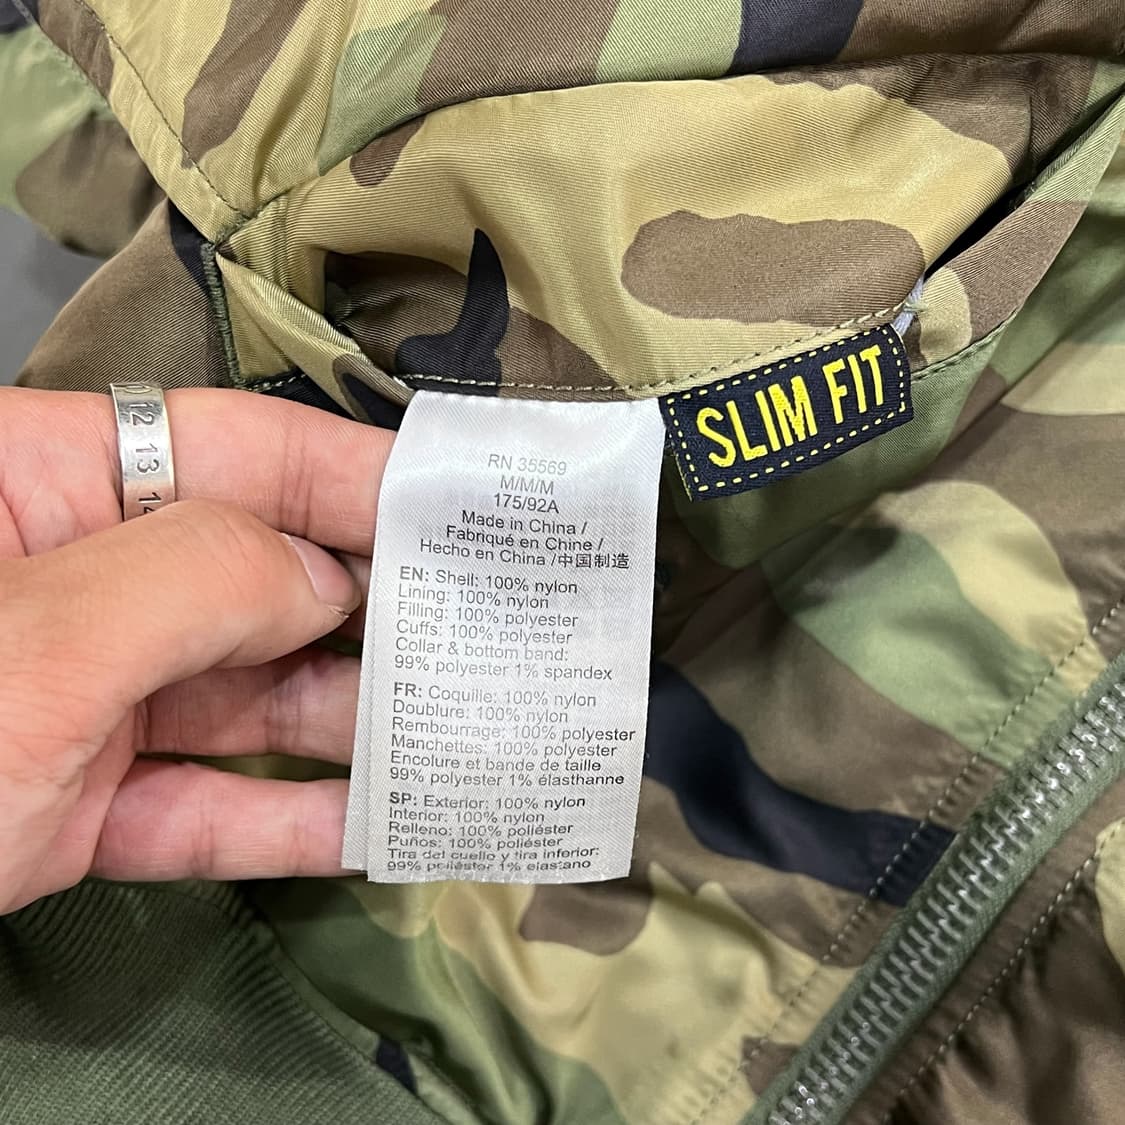 12 13 14
SLIM FIT
RN 35569
M/M/M
175/92A
Made in China /
Fabriqué en Chine /
Hecho en China /中国制造
EN: Shell: 100% nylon
Lining: 100% nylon
Filling: 100% polyester
Cuffs: 100% polyester
Collar & bottom band:
99% polyester 1% spandex
FR: Coquille: 100% nylon
Doublure: 100% nylon
Rembourrage: 100% polyester
Manchettes: 100% polyester
Encolure et bande de taille
99% polyester 1% élasthanne
SP: Exterior: 100% nylon
Interior: 100% nylon
Relleno: 100% poliéster
Puños: 100% poliéster
Tira del cuello y tira inferior:
99% poliéster 1% elastano